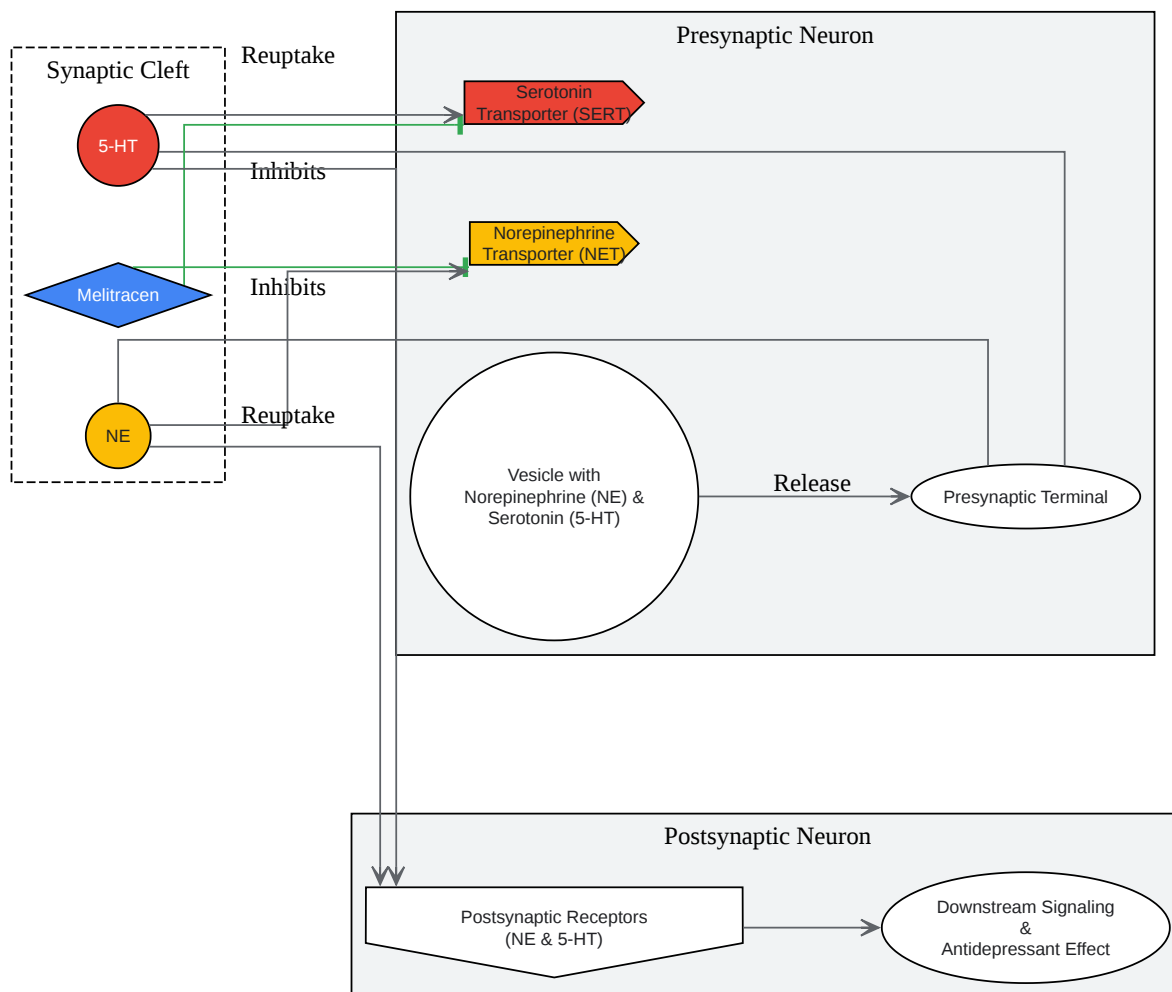 Presynaptic Neuron
Reuptake
Synaptic Cleft
Serotonin
Transporter (SERT)
5-HT
Inhibits
Norepinephrine
Transporter (NET)
Inhibits
Melitracen
Reuptake
NE
Vesicle with
Norepinephrine (NE) &
Serotonin (5-HT)
Release
Presynaptic Terminal
Postsynaptic Neuron
Postsynaptic Receptors
(NE & 5-HT)
Downstream Signaling
&
Antidepressant Effect